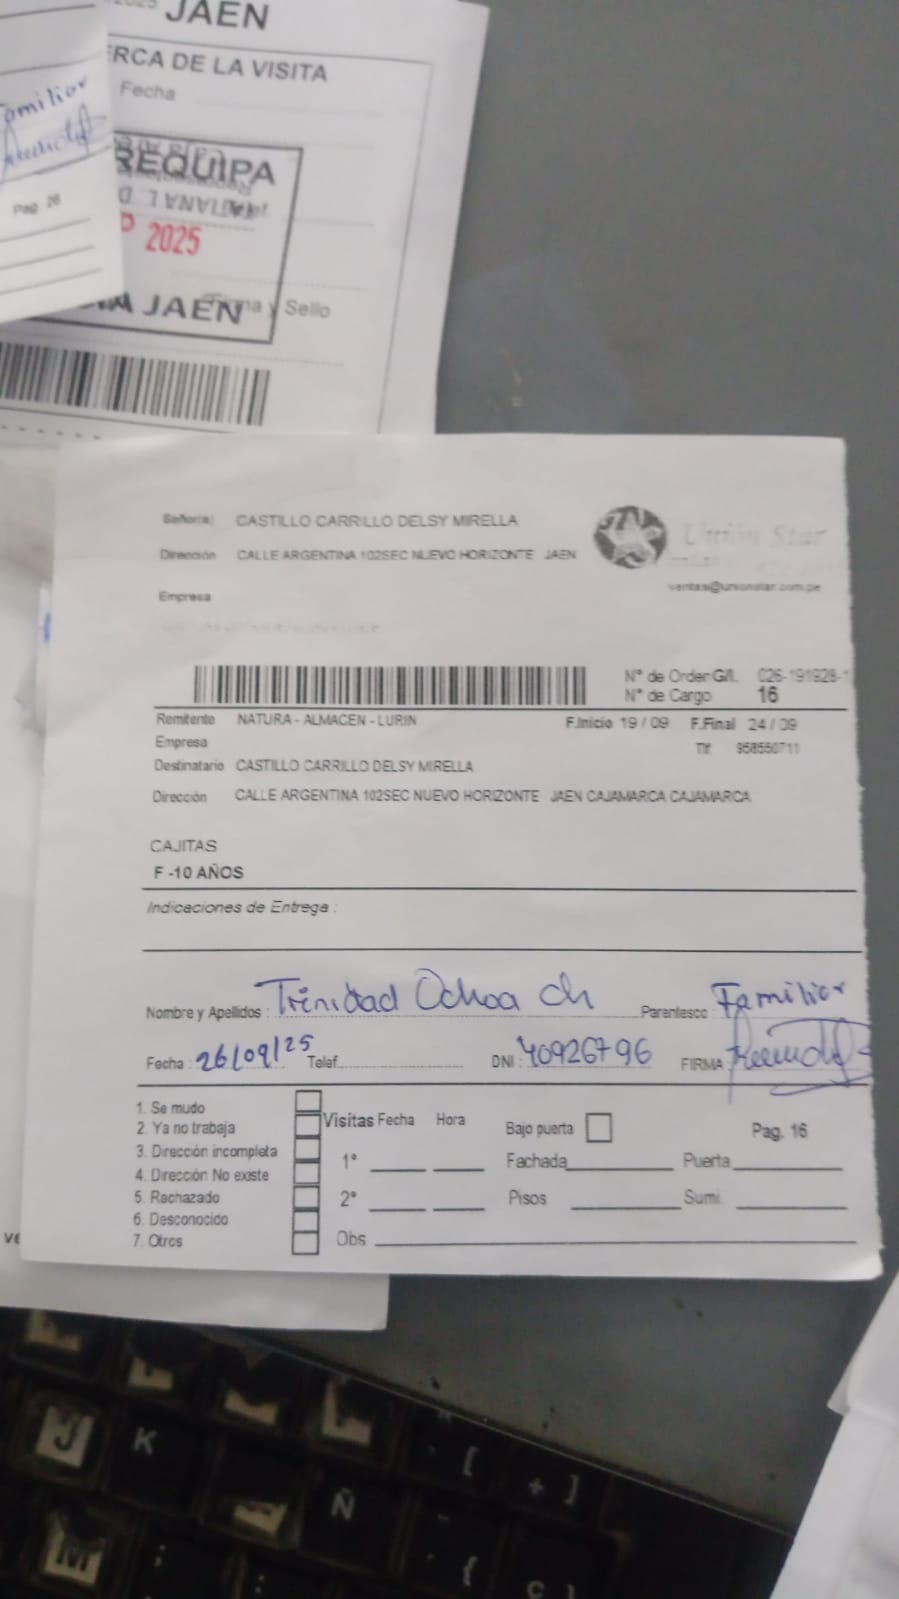 JAEN
ERCA DE LA VISITA
Fecha
Familiar
REQUIPA
Pag. 26
2025
JAEN
Firma y Sello
Señor(a) CASTILLO CARRILLO DELSY MIRELLA
Dirección CALLE ARGENTINA 102SEC NUEVO HORIZONTE JAEN
Unión Star
ventas@unionstar.com.pe
Empresa
N° de Orden G/I. 026-191928-1
N° de Cargo 16
Remitente NATURA - ALMACEN - LURIN F.Inicio 19 / 09 F.Final 24 / 09
Empresa Tlf 958550711
Destinatario CASTILLO CARRILLO DELSY MIRELLA
Dirección CALLE ARGENTINA 102SEC NUEVO HORIZONTE JAEN CAJAMARCA CAJAMARCA
CAJITAS
F -10 AÑOS
Indicaciones de Entrega :
Nombre y Apellidos : Trinidad Ochoa Ch Parentesco : Familiar
Fecha : 26/09/25 Telef. DNI : 40926796 FIRMA
1. Se mudo
2. Ya no trabaja
3. Dirección incompleta
4. Dirección No existe
5. Rechazado
6. Desconocido
7. Otros
Visitas Fecha Hora Bajo puerta Pag. 16
1° Fachada Puerta
2° Pisos Sumi.
Obs
J K Ñ M